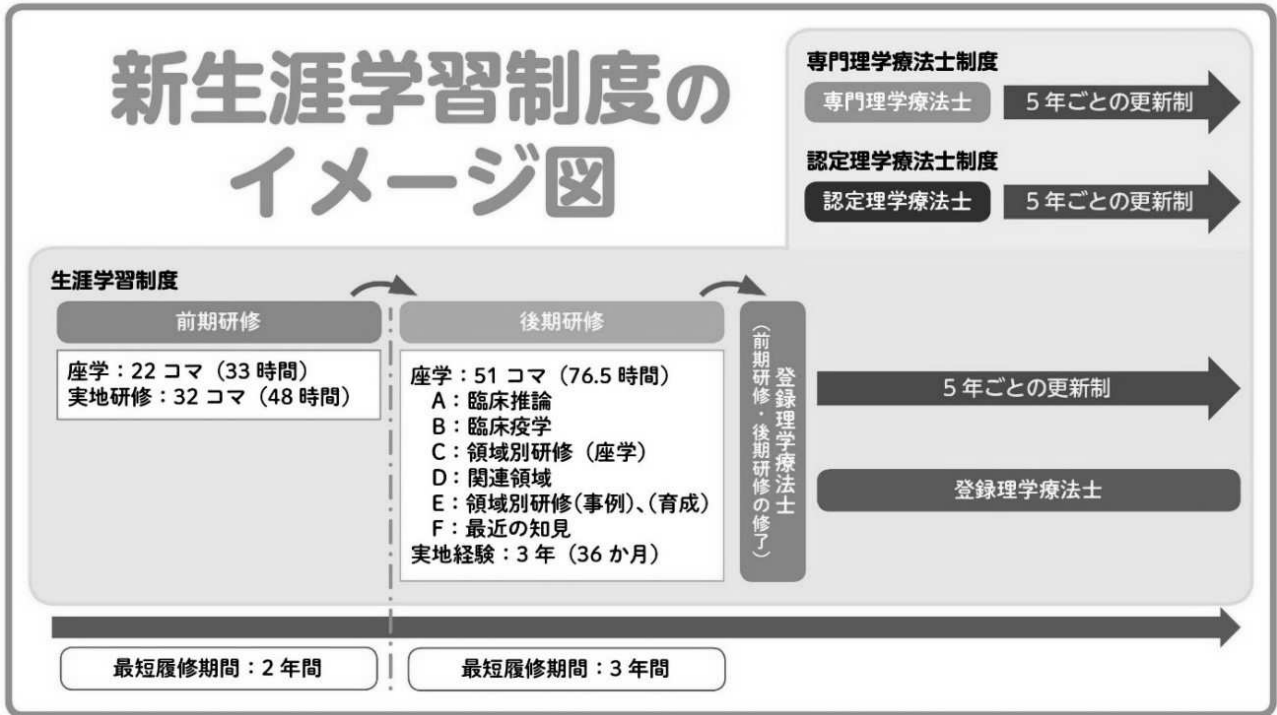 新生涯学習制度の
イメージ図
専門理学療法士制度
専門理学療法士
5年ごとの更新制
認定理学療法士制度
認定理学療法士
5年ごとの更新制
生涯学習制度
前期研修
座学：22 コマ（33 時間）
実地研修：32 コマ（48 時間）
後期研修
座学：51 コマ（76.5 時間）
A：臨床推論
B：臨床疫学
C：領域別研修（座学）
D：関連領域
E：領域別研修（事例）、（育成）
F：最近の知見
実地経験：3 年（36 か月）
登録理学療法士
（前期研修・後期研修の修了）
5年ごとの更新制
登録理学療法士
最短履修期間：2 年間
最短履修期間：3 年間